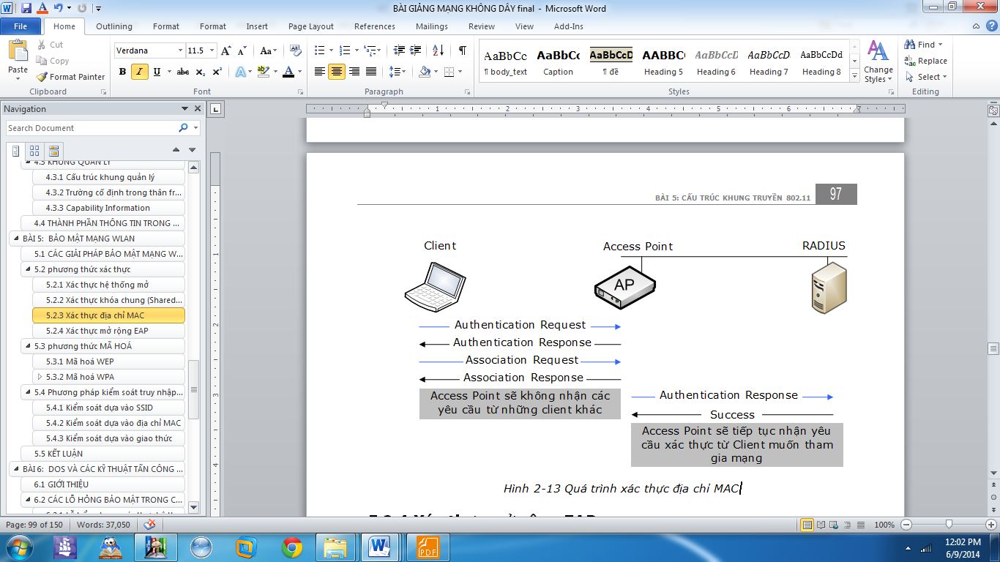 BÀI GIẢNG MẠNG KHÔNG DÂY final - Microsoft Word
File Home Outlining Format Format Insert Page Layout References Mailings Review View Add-Ins
Paste
Cut
Copy
Format Painter
Clipboard
Verdana 11.5
Font
Paragraph
AaBbCc AaBbCc AaBbCcD AABBC AaBbCcD AaBbCcD AaBbCcDd
¶ body_text Caption ¶ đề Heading 5 Heading 6 Heading 7 Heading 8
Change Styles
Styles
Find
Replace
Select
Editing
Navigation
Search Document
4.3 KHUNG QUẢN LÝ
4.3.1 Cấu trúc khung quản lý
4.3.2 Trường cố định trong thân fr...
4.3.3 Capability Information
4.4 THÀNH PHẦN THÔNG TIN TRONG ...
BÀI 5: BẢO MẬT MẠNG WLAN
5.1 CÁC GIẢI PHÁP BẢO MẬT MẠNG W...
5.2 phương thức xác thực
5.2.1 Xác thực hệ thống mở
5.2.2 Xác thực khóa chung (Shared...
5.2.3 Xác thực địa chỉ MAC
5.2.4 Xác thực mở rộng EAP
5.3 phương thức MÃ HOÁ
5.3.1 Mã hoá WEP
5.3.2 Mã hoá WPA
5.4 Phương pháp kiểm soát truy nhập...
5.4.1 Kiểm soát dựa vào SSID
5.4.2 Kiểm soát dựa vào địa chỉ MAC
5.4.3 Kiểm soát dựa vào giao thức
5.5 KẾT LUẬN
BÀI 6: DOS VÀ CÁC KỸ THUẬT TẤN CÔNG ...
6.1 GIỚI THIỆU
6.2 CÁC LỖ HỎNG BẢO MẬT TRONG C...
1 2 3 4 5 6 7
1
2
3
4
BÀI 5: CẤU TRÚC KHUNG TRUYỀN 802.11 97
Client Access Point RADIUS
AP
Authentication Request
Authentication Response
Association Request
Association Response
Access Point sẽ không nhận các
yêu cầu từ những client khác
Authentication Response
Success
Access Point sẽ tiếp tục nhận yêu
cầu xác thực từ Client muốn tham
gia mạng
Hình 2-13 Quá trình xác thực địa chỉ MAC
Page: 99 of 150 Words: 37,050
100%
PDF
12:02 PM
6/9/2014